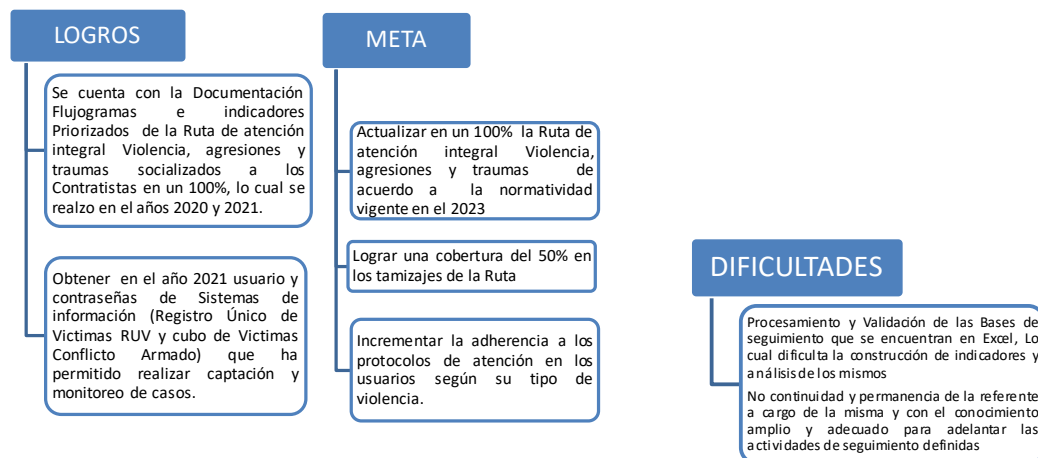 LOGROS
Se cuenta con la Documentación
Flujogramas e indicadores
Priorizados de la Ruta de atención
integral Violencia, agresiones y
traumas socializados a los
Contratistas en un 100%, lo cual se
realzo en el años 2020 y 2021.
Obtener en el año 2021 usuario y
contraseñas de Sistemas de
información (Registro Único de
Victimas RUV y cubo de Victimas
Conflicto Armado) que ha
permitido realizar captación y
monitoreo de casos.
META
Actualizar en un 100% la Ruta de
atención integral Violencia,
agresiones y traumas de
acuerdo a la normatividad
vigente en el 2023
Lograr una cobertura del 50% en
los tamizajes de la Ruta
Incrementar la adherencia a los
protocolos de atención en los
usuarios según su tipo de
violencia.
DIFICULTADES
Procesamiento y Validación de las Bases de
seguimiento que se encuentran en Excel, Lo
cual dificulta la construcción de indicadores y
análisis de los mismos
No continuidad y permanencia de la referente
a cargo de la misma y con el conocimiento
amplio y adecuado para adelantar las
actividades de seguimiento definidas